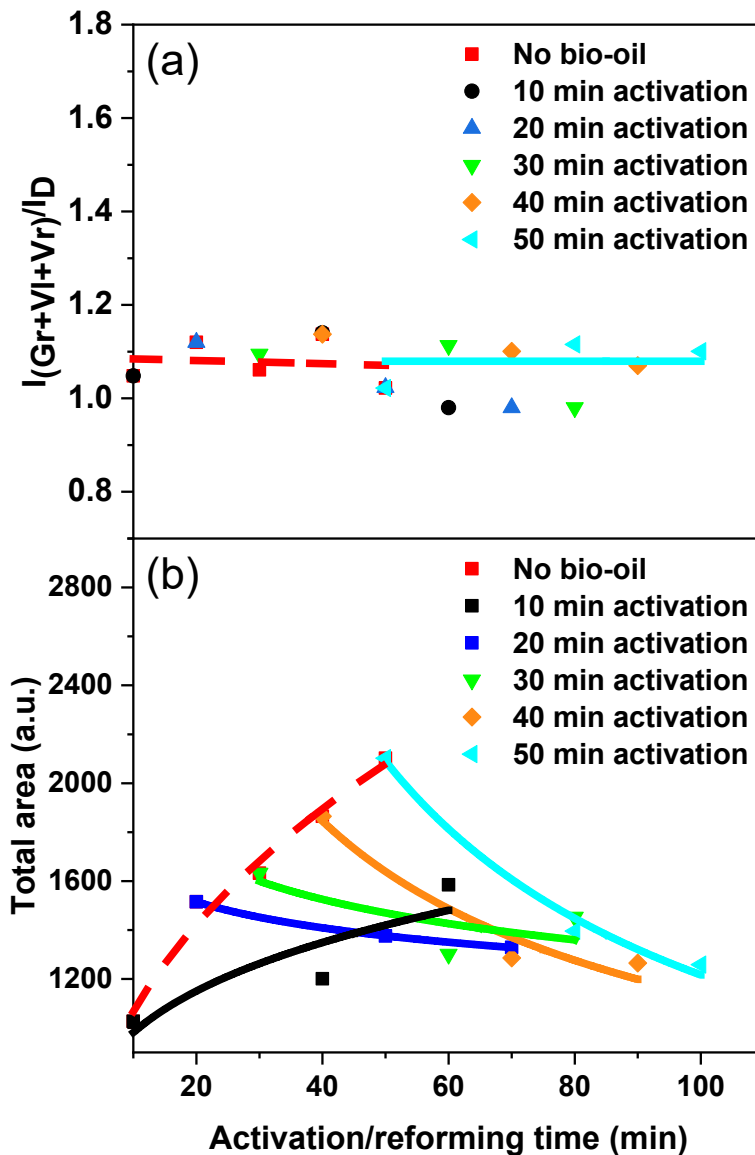 (a)
No bio-oil
10 min activation
20 min activation
30 min activation
40 min activation
50 min activation
I(Gr+Vl+Vr)/ID
1.8
1.6
1.4
1.2
1.0
0.8
(b)
No bio-oil
10 min activation
20 min activation
30 min activation
40 min activation
50 min activation
Total area (a.u.)
2800
2400
2000
1600
1200
20 40 60 80 100
Activation/reforming time (min)